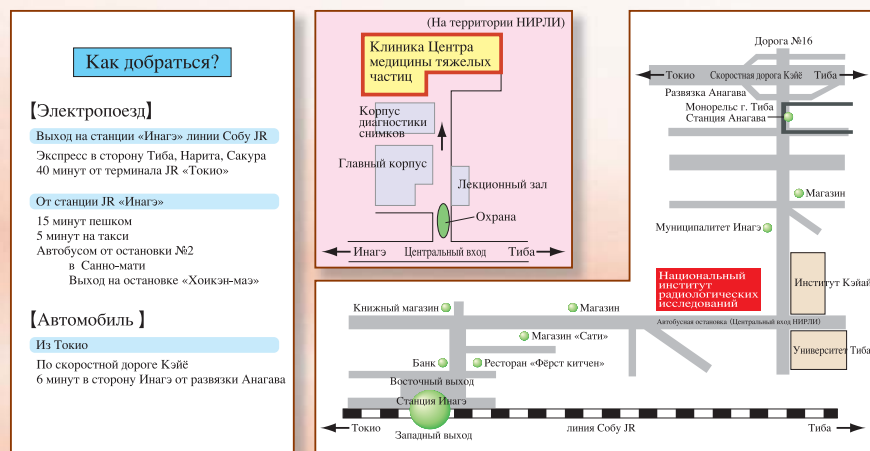 Как добраться?
【Электропоезд】
Выход на станции «Инагэ» линии Собу JR
Экспресс в сторону Тиба, Нарита, Сакура
40 минут от терминала JR «Токио»
От станции JR «Инагэ»
15 минут пешком
5 минут на такси
Автобусом от остановки №2
в Санно-мати
Выход на остановке «Хоикэн-маэ»
【Автомобиль 】
Из Токио
По скоростной дороге Кэйё
6 минут в сторону Инагэ от развязки Анагава
(На территории НИРЛИ)
Клиника Центра
медицины тяжелых
частиц
Корпус
диагностики
снимков
Главный корпус
Лекционный зал
Охрана
Инагэ
Центральный вход
Тиба
Дорога №16
Токио
Скоростная дорога Кэйё
Тиба
Развязка Анагава
Монорельс г. Тиба
Станция Анагава
Магазин
Муниципалитет Инагэ
Национальный
институт
радиологических
исследований
Институт Кэйай
Книжный магазин
Магазин
Автобусная остановка (Центральный вход НИРЛИ)
Магазин «Сати»
Университет Тиба
Банк
Ресторан «Фёрст китчен»
Восточный выход
Станция Инагэ
Токио
Западный выход
линия Собу JR
Тиба